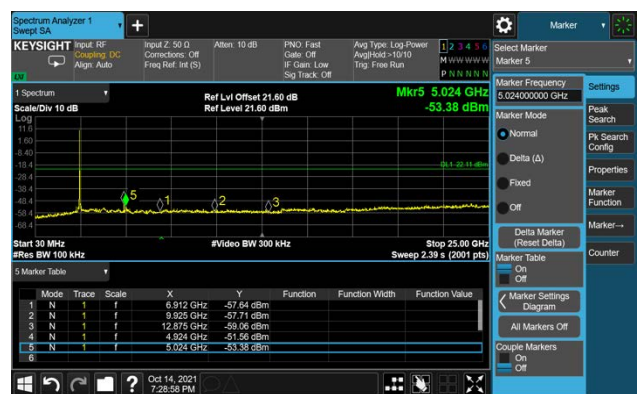 Spectrum Analyzer 1
Swept SA
Marker
KEYSIGHT
Input: RF
Coupling: DC
Align: Auto
Input Z: 50 Ω
Corrections: Off
Freq Ref: Int (S)
Atten: 10 dB
PNO: Fast
Gate: Off
IF Gain: Low
Sig Track: Off
Avg Type: Log-Power
Avg|Hold:>10/10
Trig: Free Run
1 2 3 4 5 6
M W W W W W
P N N N N N
LXI
Select Marker
Marker 5
1 Spectrum
Scale/Div 10 dB
Log
Ref Lvl Offset 21.60 dB
Ref Level 21.60 dBm
Mkr5 5.024 GHz
-53.38 dBm
11.6
1.60
-8.40
-18.4
-28.4
-38.4
-48.4
-58.4
-68.4
DL1 -22.11 dBm
5
1
2
3
Start 30 MHz
#Res BW 100 kHz
#Video BW 300 kHz
Stop 25.00 GHz
Sweep 2.39 s (2001 pts)
5 Marker Table
Mode Trace Scale X Y Function Function Width Function Value
1 N 1 f 6.912 GHz -57.64 dBm
2 N 1 f 9.925 GHz -57.71 dBm
3 N 1 f 12.875 GHz -59.06 dBm
4 N 1 f 4.924 GHz -51.56 dBm
5 N 1 f 5.024 GHz -53.38 dBm
6
Marker Frequency
5.024000000 GHz
Marker Mode
Normal
Delta (Δ)
Fixed
Off
Delta Marker
(Reset Delta)
Marker Table
On
Off
Marker Settings
Diagram
All Markers Off
Couple Markers
On
Off
Settings
Peak
Search
Pk Search
Config
Properties
Marker
Function
Marker→
Counter
?
Oct 14, 2021
7:28:58 PM